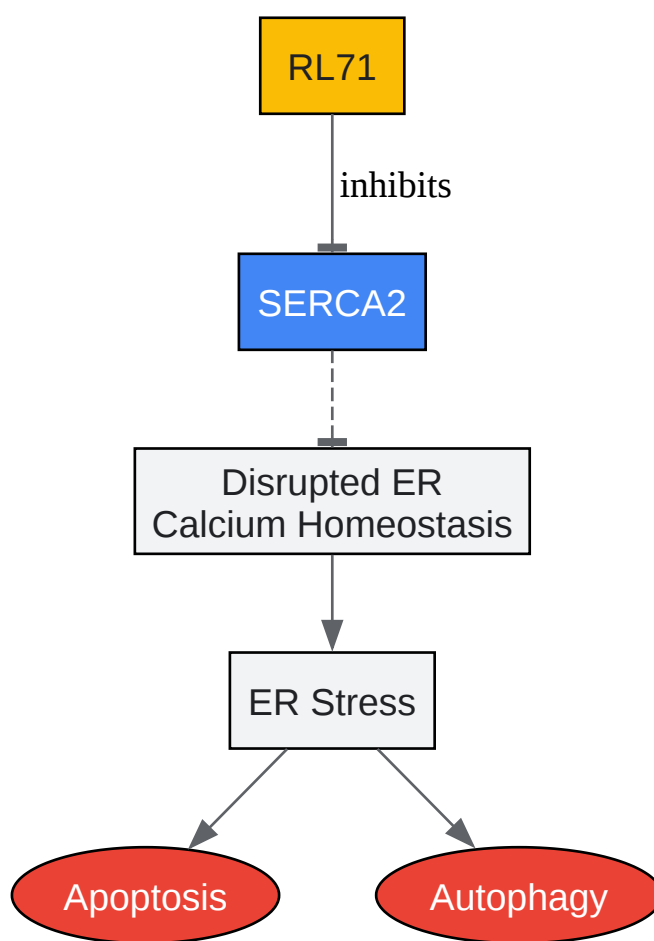 RL71
inhibits
SERCA2
Disrupted ER
Calcium Homeostasis
ER Stress
Apoptosis
Autophagy